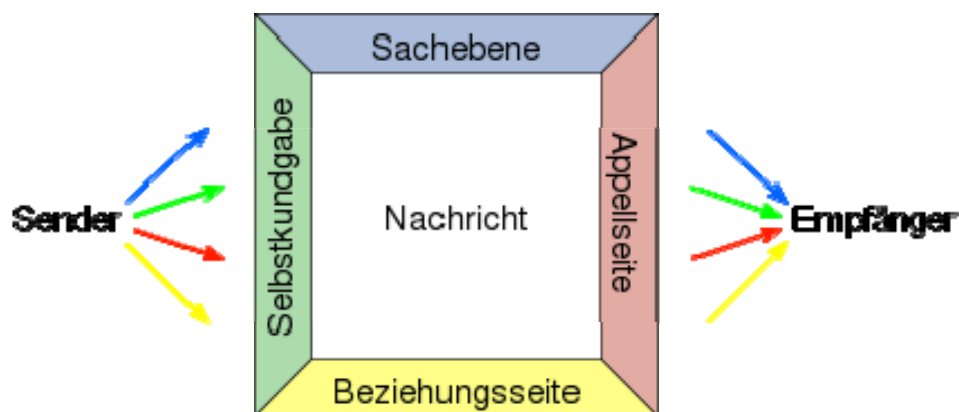 Sachebene
Sender
Selbstkundgabe
Nachricht
Appellseite
Empfänger
Beziehungsseite